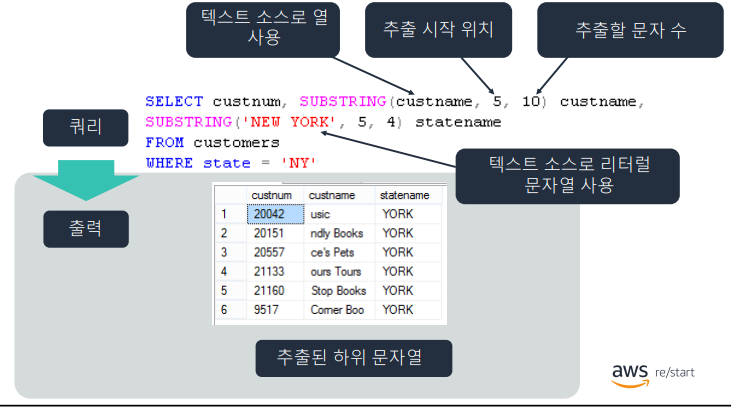 텍스트 소스로 열
사용
추출 시작 위치
추출할 문자 수
쿼리
SELECT custnum, SUBSTRING(custname, 5, 10) custname,
SUBSTRING('NEW YORK', 5, 4) statename
FROM customers
WHERE state = 'NY'
텍스트 소스로 리터럴
문자열 사용
출력
custnum custname statename
1 20042 usic YORK
2 20151 ndly Books YORK
3 20557 ce's Pets YORK
4 21133 ours Tours YORK
5 21160 Stop Books YORK
6 9517 Corner Boo YORK
추출된 하위 문자열
aws re/start